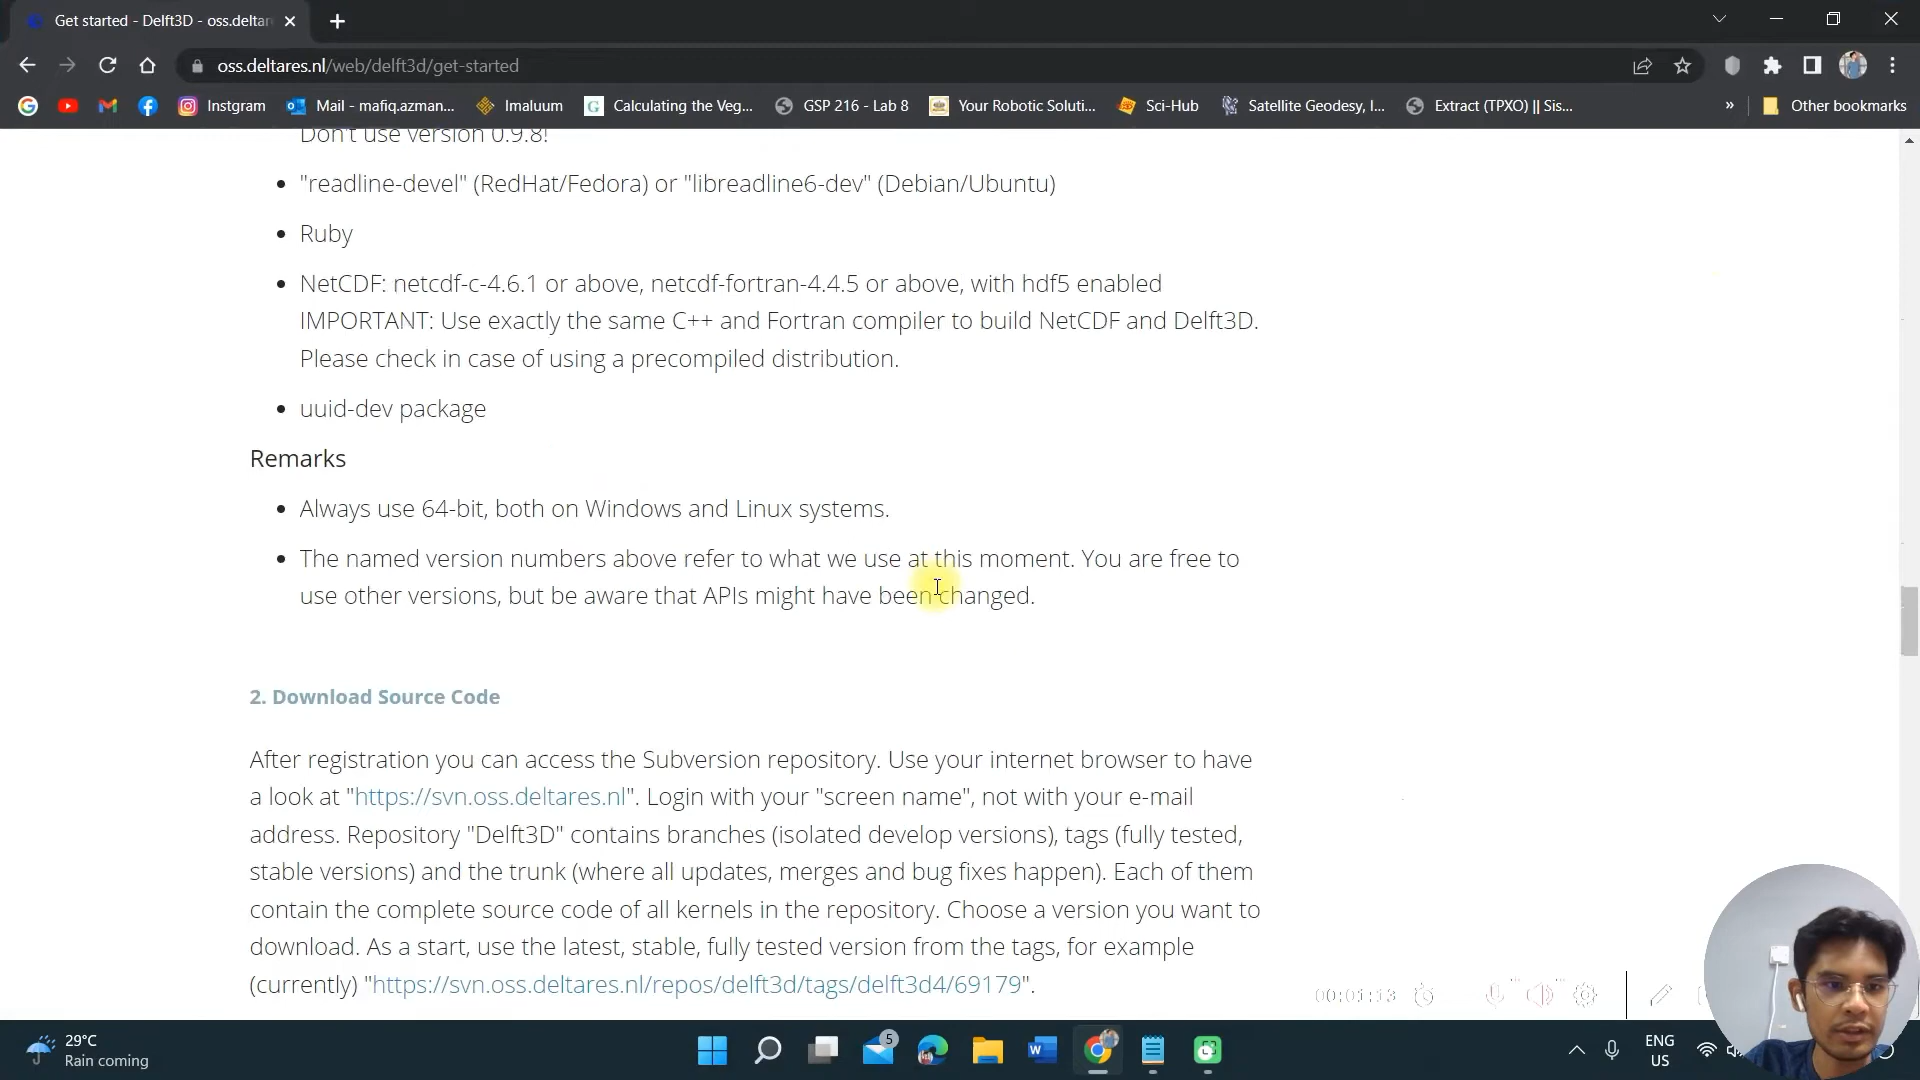 Get started - Delft3D - oss.deltar
oss.deltares.nl/web/delft3d/get-started
Instgram
Mail - mafiq.azman...
Imaluum
Calculating the Veg...
GSP 216 - Lab 8
Your Robotic Soluti...
Sci-Hub
Satellite Geodesy, I...
Extract (TPXO) || Sis...
»
Other bookmarks
Don't use version 0.9.8!
• "readline-devel" (RedHat/Fedora) or "libreadline6-dev" (Debian/Ubuntu)
• Ruby
• NetCDF: netcdf-c-4.6.1 or above, netcdf-fortran-4.4.5 or above, with hdf5 enabled
IMPORTANT: Use exactly the same C++ and Fortran compiler to build NetCDF and Delft3D.
Please check in case of using a precompiled distribution.
• uuid-dev package
Remarks
• Always use 64-bit, both on Windows and Linux systems.
• The named version numbers above refer to what we use at this moment. You are free to
use other versions, but be aware that APIs might have been changed.
2. Download Source Code
After registration you can access the Subversion repository. Use your internet browser to have
a look at "https://svn.oss.deltares.nl". Login with your "screen name", not with your e-mail
address. Repository "Delft3D" contains branches (isolated develop versions), tags (fully tested,
stable versions) and the trunk (where all updates, merges and bug fixes happen). Each of them
contain the complete source code of all kernels in the repository. Choose a version you want to
download. As a start, use the latest, stable, fully tested version from the tags, for example
(currently) "https://svn.oss.deltares.nl/repos/delft3d/tags/delft3d4/69179".
00:01:13
29°C
Rain coming
5
ENG
US